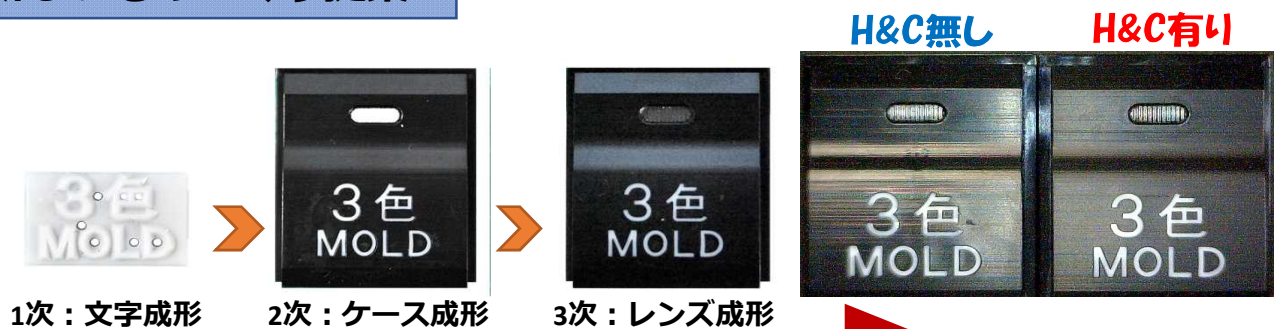 H&C無し
H&C有り
3色
MOLD
3色
MOLD
3.色
MOLD
3色
MOLD
3色
MOLD
1次：文字成形
2次：ケース成形
3次：レンズ成形